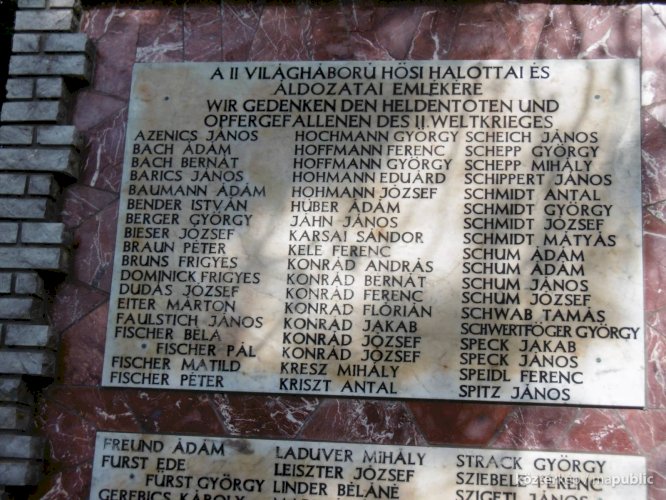 A II VILÁGHÁBORÚ HŐSI HALOTTAI ÉS
ÁLDOZATAI EMLÉKÉRE
WIR GEDENKEN DEN HELDENTOTEN UND
OPFERGEFALLENEN DES II. WELTKRIEGES
AZENICS JÁNOS
BACH ÁDÁM
BACH BERNÁT
BARICS JÁNOS
BAUMANN ÁDÁM
BENDER ISTVÁN
BERGER GYÖRGY
BIESER JÓZSEF
BRAUN PÉTER
BRUNS FRIGYES
DOMINICK FRIGYES
DUDÁS JÓZSEF
EITER MÁRTON
FAULSTICH JÁNOS
FISCHER BÉLA
FISCHER PÁL
FISCHER MATILD
FISCHER PÉTER
HOCHMANN GYÖRGY
HOFFMANN FERENC
HOFFMANN GYÖRGY
HOHMANN EDUÁRD
HOHMANN JÓZSEF
HÚBER ÁDÁM
JÁHN JÁNOS
KARSAI SÁNDOR
KELE FERENC
KONRÁD ANDRÁS
KONRÁD BERNÁT
KONRÁD FERENC
KONRÁD FLÓRIÁN
KONRÁD JAKAB
KONRÁD JÓZSEF
KONRÁD JÓZSEF
KRESZ MIHÁLY
KRISZT ANTAL
SCHEICH JÁNOS
SCHEPP GYÖRGY
SCHEPP MIHÁLY
SCHIPPERT JÁNOS
SCHMIDT ANTAL
SCHMIDT GYÖRGY
SCHMIDT JÓZSEF
SCHMIDT MÁTYÁS
SCHUM ÁDÁM
SCHUM ÁDÁM
SCHUM JÁNOS
SCHUM JÓZSEF
SCHWAB TAMÁS
SCHWERTFÖGER GYÖRGY
SPECK JAKAB
SPECK JÁNOS
SPEIDL FERENC
SPITZ JÁNOS
FREUND ÁDÁM
FÜRST EDE
FÜRST GYÖRGY
GEREBICS KÁROLY
LADUVER MIHÁLY
LEISZTER JÓZSEF
LINDER BÉLÁNÉ
STRACK GYÖRGY
SZIGETI JÁNOS